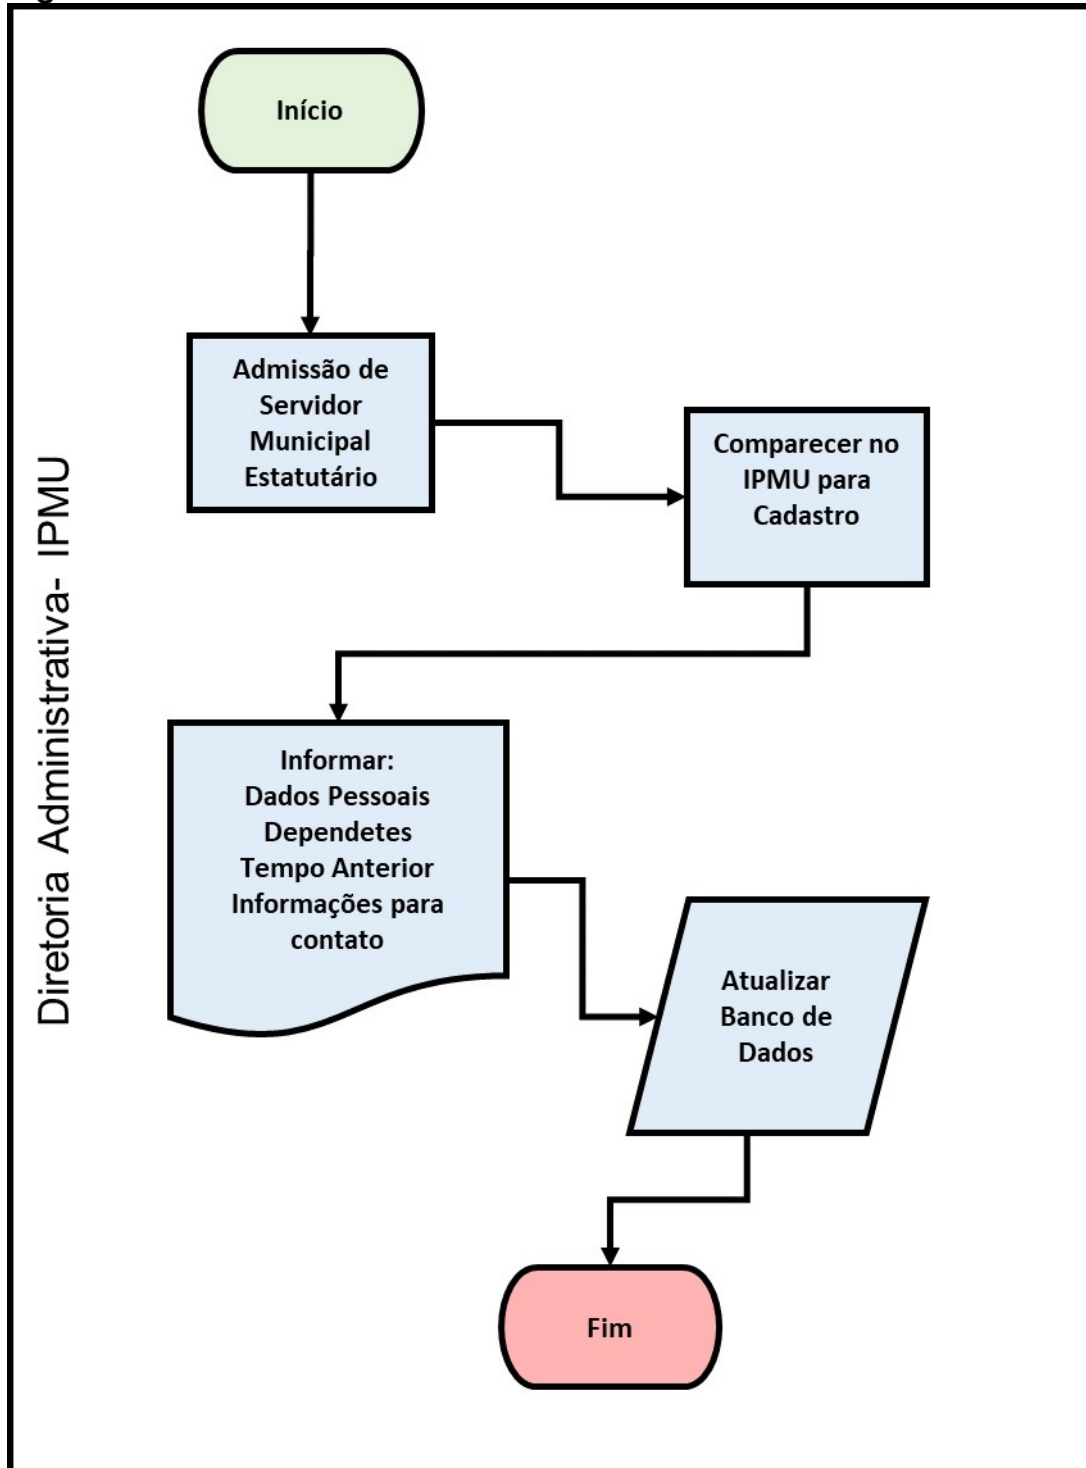 Início
Admissão de
Servidor
Municipal
Estatutário
Comparecer no
IPMU para
Cadastro
Diretoria Administrativa- IPMU
Informar:
Dados Pessoais
Dependetes
Tempo Anterior
Informações para
contato
Atualizar
Banco de
Dados
Fim